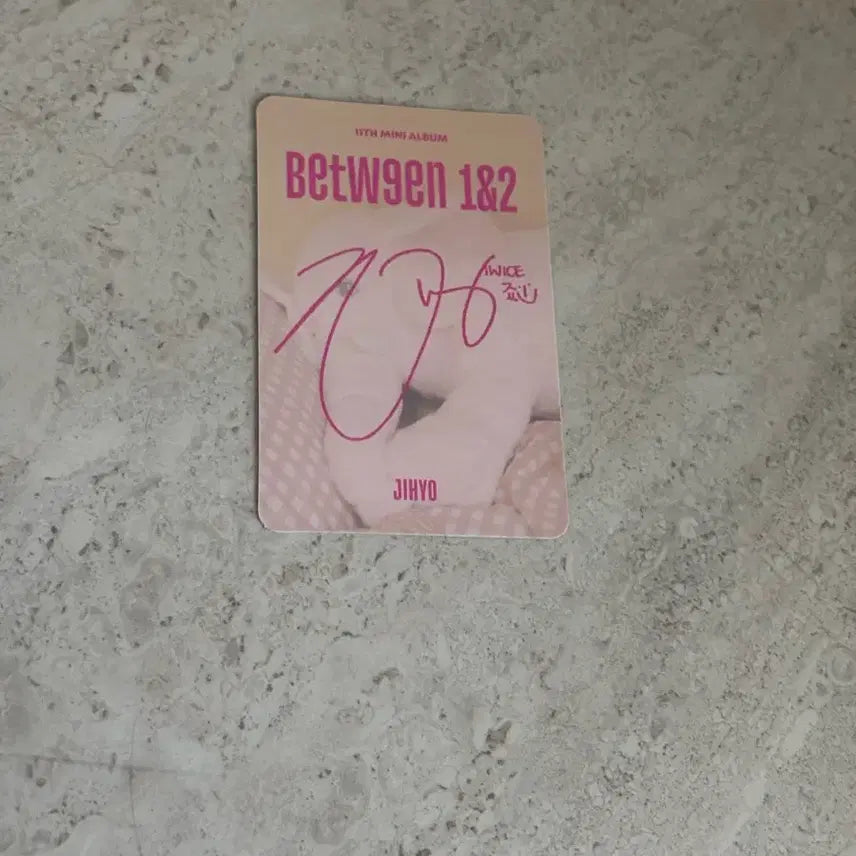 11TH MINI ALBUM
BETW9EN 1&2
TWICE
지효
JIHYO